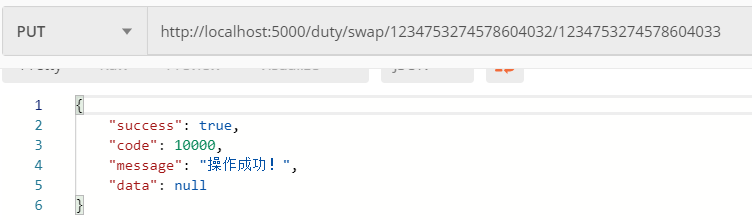 PUT http://localhost:5000/duty/swap/1234753274578604032/1234753274578604033
1 {
2 "success": true,
3 "code": 10000,
4 "message": "操作成功！",
5 "data": null
6 }